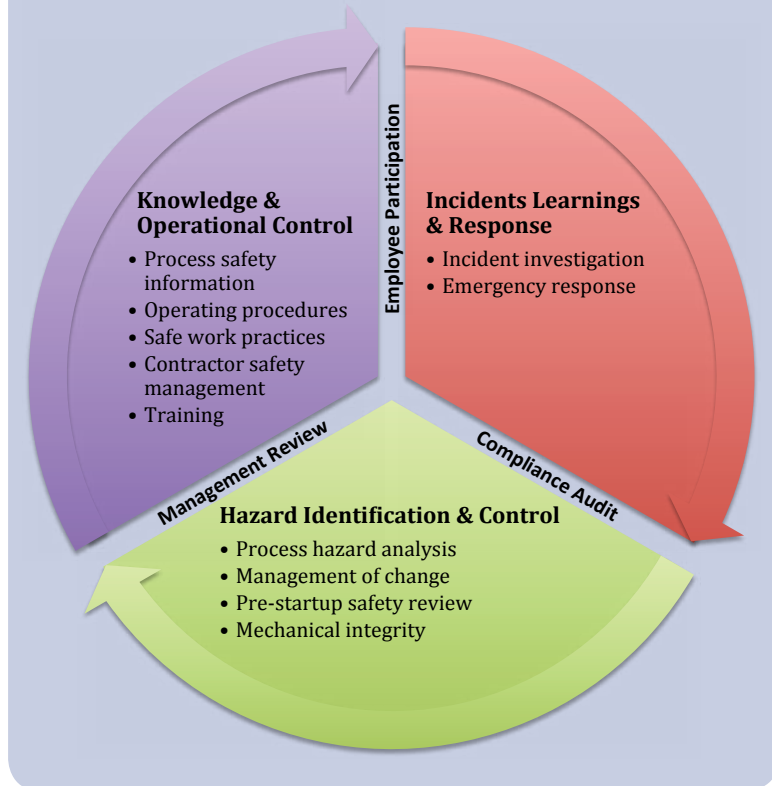 Knowledge &
Operational Control
• Process safety
information
• Operating procedures
• Safe work practices
• Contractor safety
management
• Training
Employee Participation
Incidents Learnings
& Response
• Incident investigation
• Emergency response
Management Review
Compliance Audit
Hazard Identification & Control
• Process hazard analysis
• Management of change
• Pre-startup safety review
• Mechanical integrity